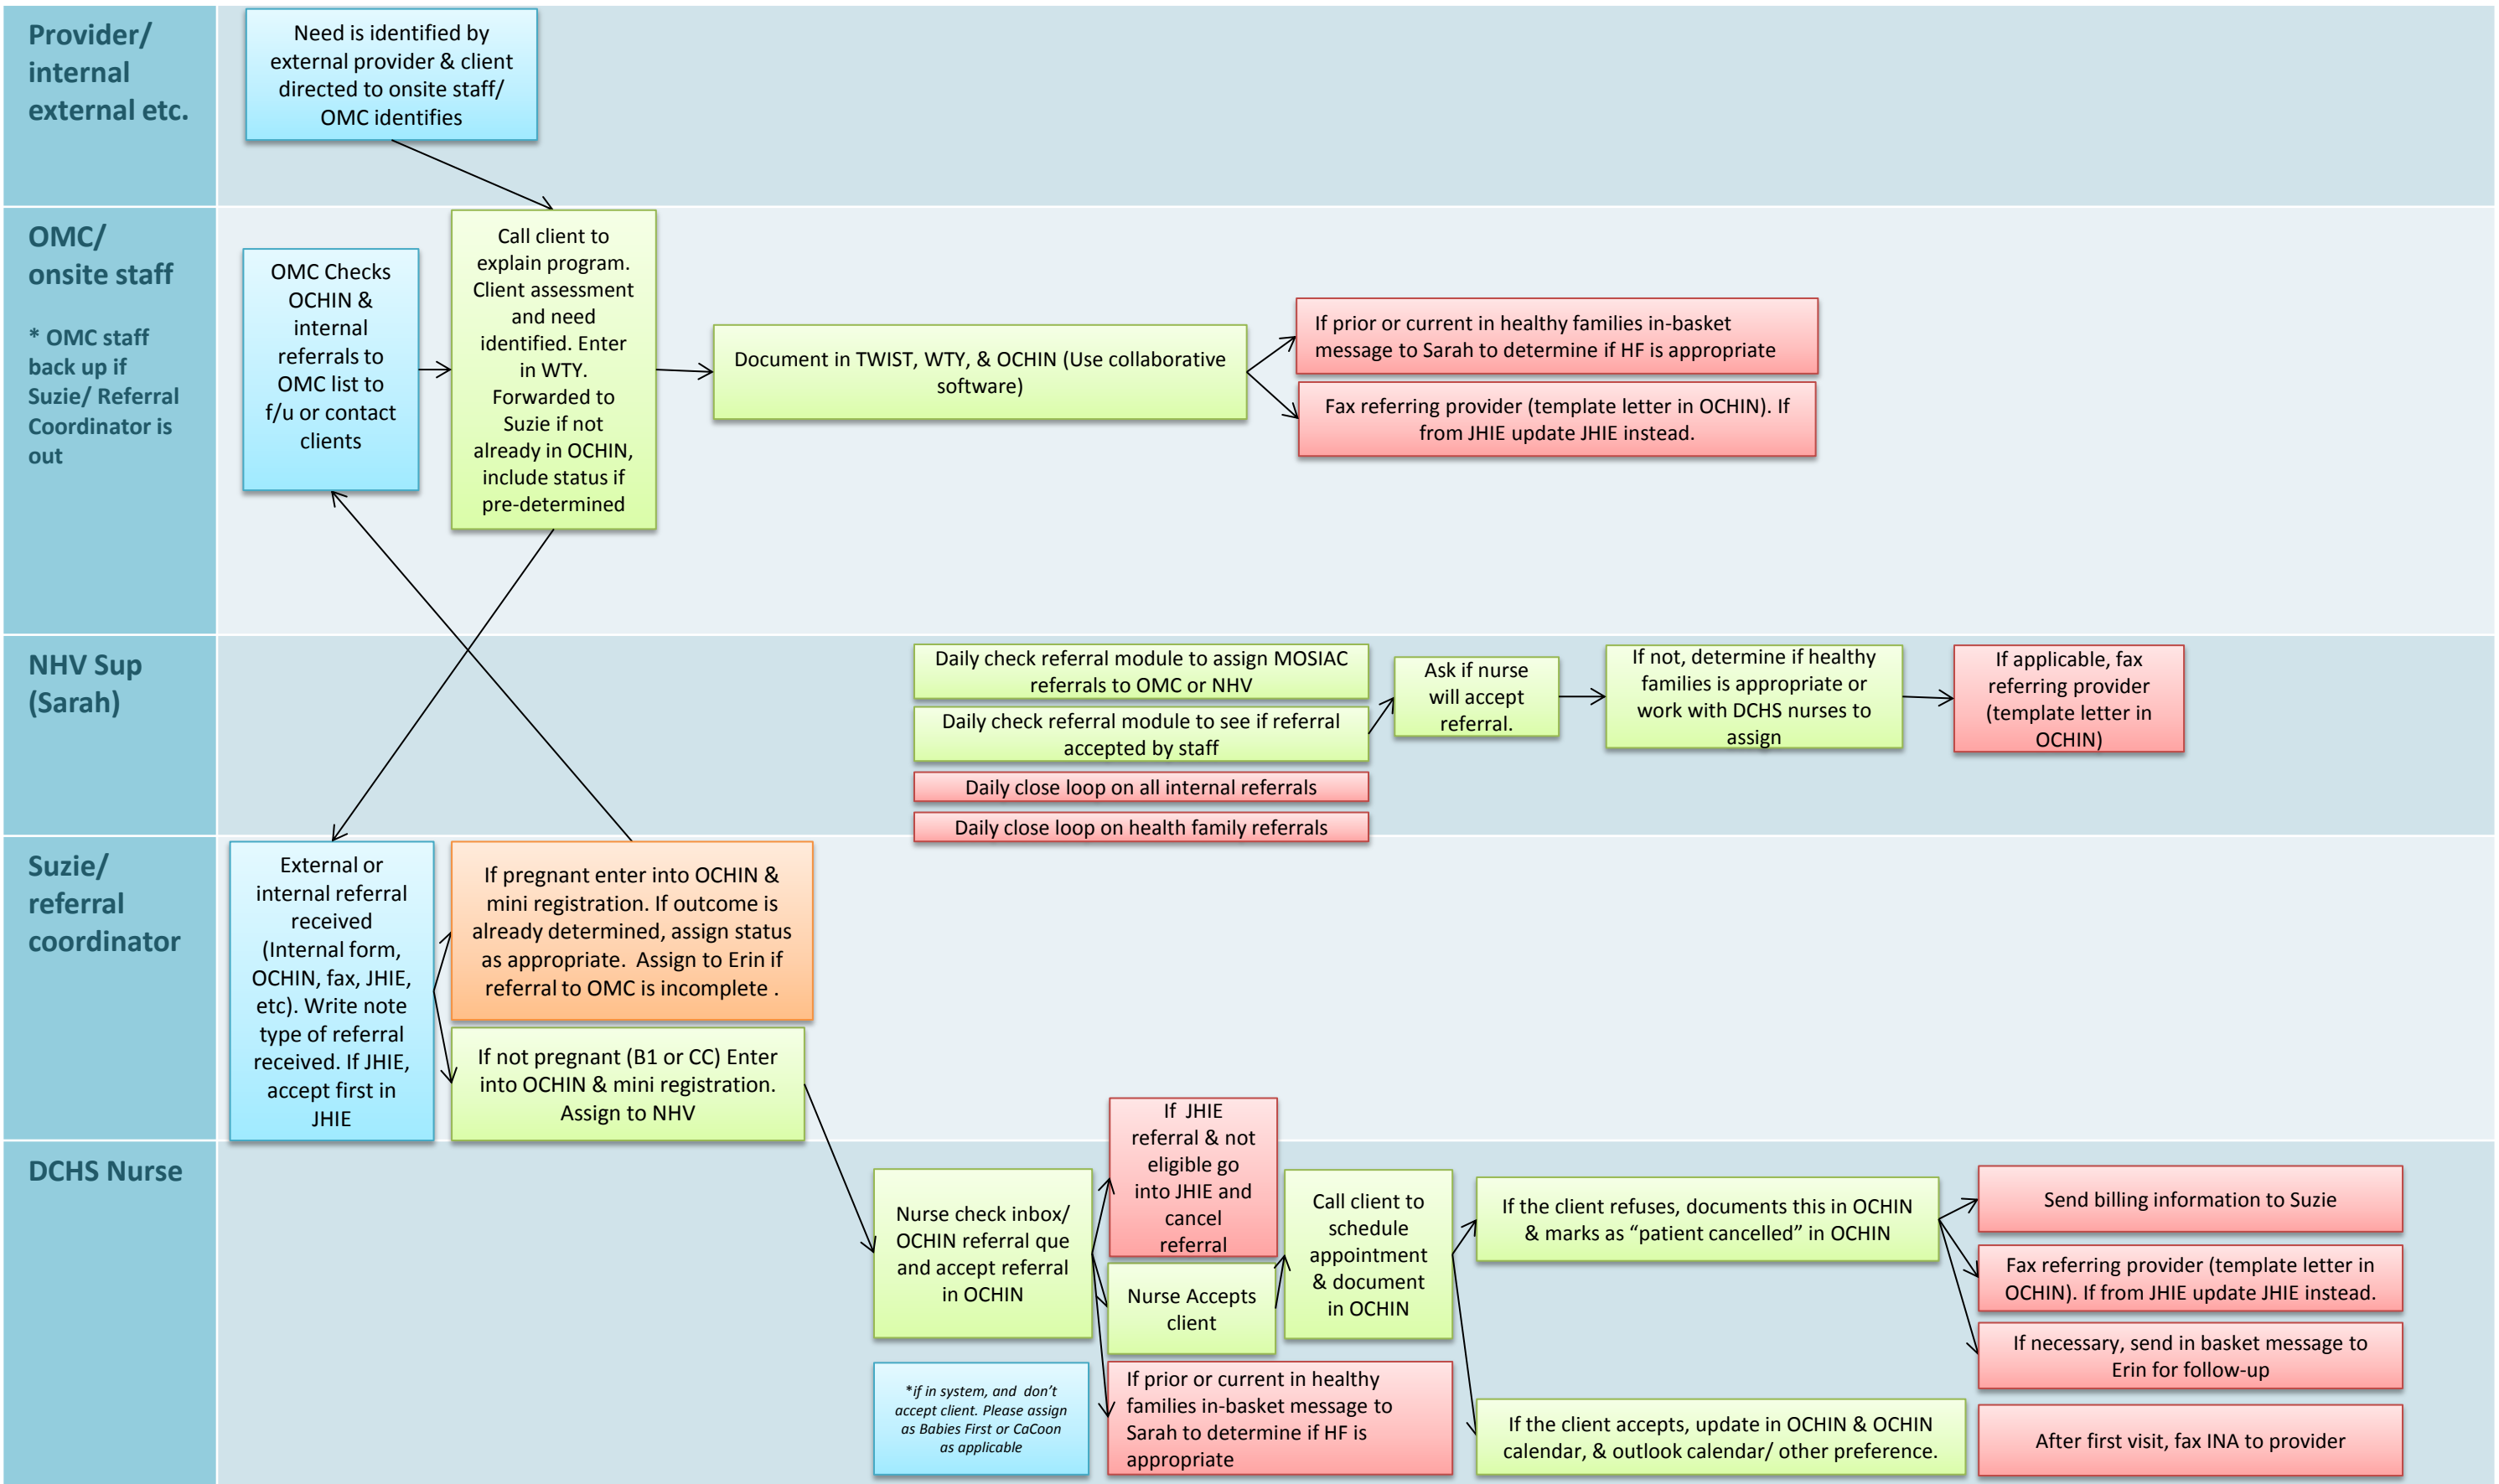 Provider/
internal
external etc.
Need is identified by
external provider & client
directed to onsite staff/
OMC identifies
OMC/
onsite staff
* OMC staff
back up if
Suzie/ Referral
Coordinator is
out
OMC Checks
OCHIN &
internal
referrals to
OMC list to
f/u or contact
clients
Call client to
explain program.
Client assessment
and need
identified. Enter
in WTY.
Forwarded to
Suzie if not
already in OCHIN,
include status if
pre-determined
Document in TWIST, WTY, & OCHIN (Use collaborative
software)
If prior or current in healthy families in-basket
message to Sarah to determine if HF is appropriate
Fax referring provider (template letter in OCHIN). If
from JHIE update JHIE instead.
NHV Sup
(Sarah)
Daily check referral module to assign MOSIAC
referrals to OMC or NHV
Daily check referral module to see if referral
accepted by staff
Daily close loop on all internal referrals
Daily close loop on health family referrals
Ask if nurse
will accept
referral.
If not, determine if healthy
families is appropriate or
work with DCHS nurses to
assign
If applicable, fax
referring provider
(template letter in
OCHIN)
Suzie/
referral
coordinator
External or
internal referral
received
(Internal form,
OCHIN, fax, JHIE,
etc). Write note
type of referral
received. If JHIE,
accept first in
JHIE
If pregnant enter into OCHIN &
mini registration. If outcome is
already determined, assign status
as appropriate.  Assign to Erin if
referral to OMC is incomplete .
If not pregnant (B1 or CC) Enter
into OCHIN & mini registration.
Assign to NHV
DCHS Nurse
Nurse check inbox/
OCHIN referral que
and accept referral
in OCHIN
*if in system, and  don't
accept client. Please assign
as Babies First or CaCoon
as applicable
If  JHIE
referral & not
eligible go
into JHIE and
cancel
referral
Nurse Accepts
client
If prior or current in healthy
families in-basket message to
Sarah to determine if HF is
appropriate
Call client to
schedule
appointment
& document
in OCHIN
If the client refuses, documents this in OCHIN
& marks as “patient cancelled” in OCHIN
If the client accepts, update in OCHIN & OCHIN
calendar, & outlook calendar/ other preference.
Send billing information to Suzie
Fax referring provider (template letter in
OCHIN). If from JHIE update JHIE instead.
If necessary, send in basket message to
Erin for follow-up
After first visit, fax INA to provider